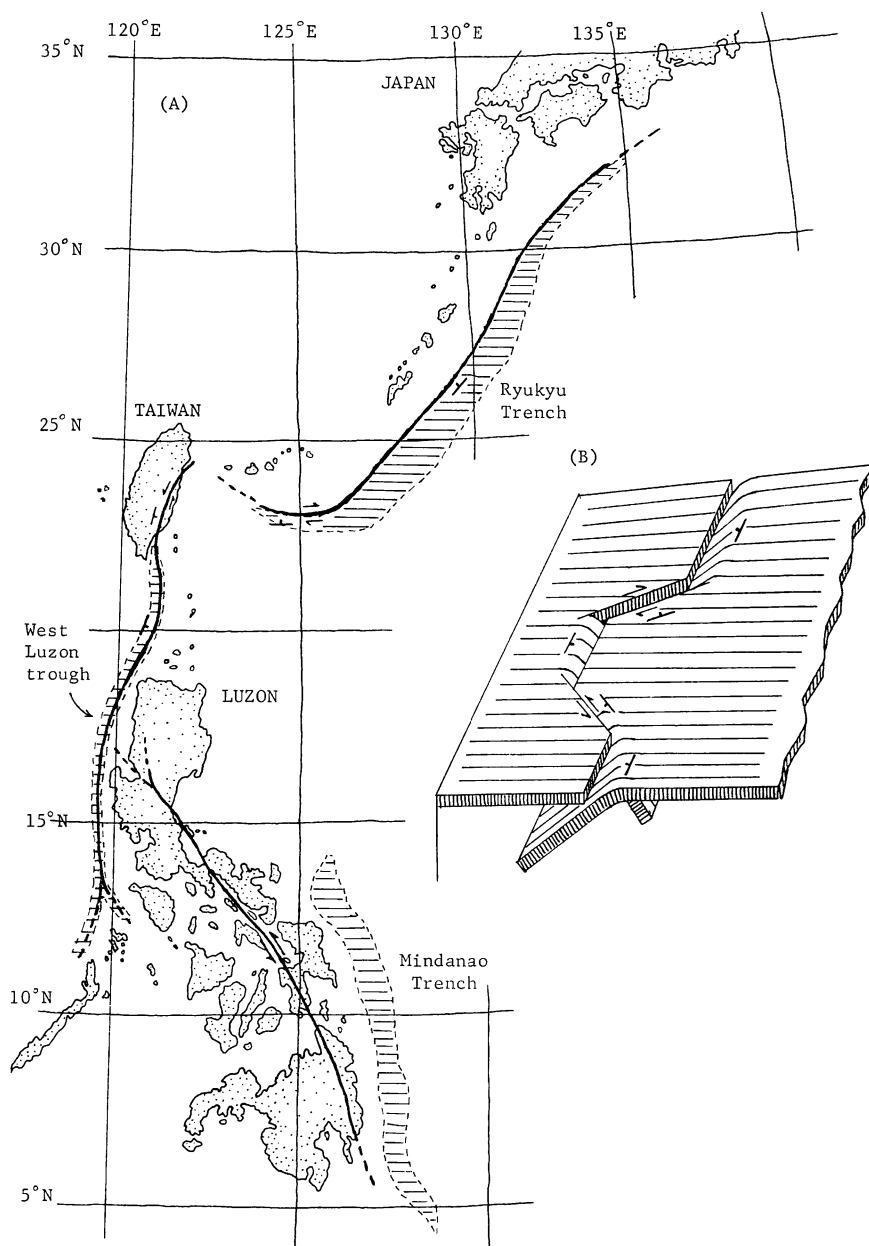 120°E 125°E 130°E 135°E
35°N
JAPAN
(A)
30°N
Ryukyu
Trench
TAIWAN
25°N
(B)
West
Luzon
trough
LUZON
15°N
Mindanao
Trench
10°N
5°N